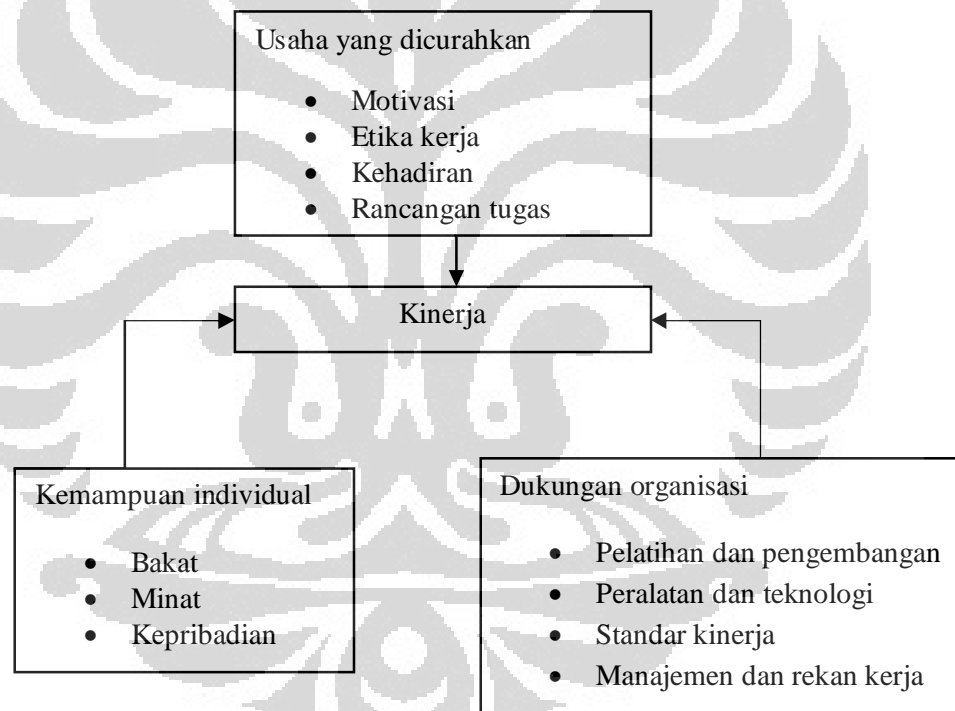 Usaha yang dicurahkan
• Motivasi
• Etika kerja
• Kehadiran
• Rancangan tugas
Kinerja
Kemampuan individual
• Bakat
• Minat
• Kepribadian
Dukungan organisasi
• Pelatihan dan pengembangan
• Peralatan dan teknologi
• Standar kinerja
• Manajemen dan rekan kerja